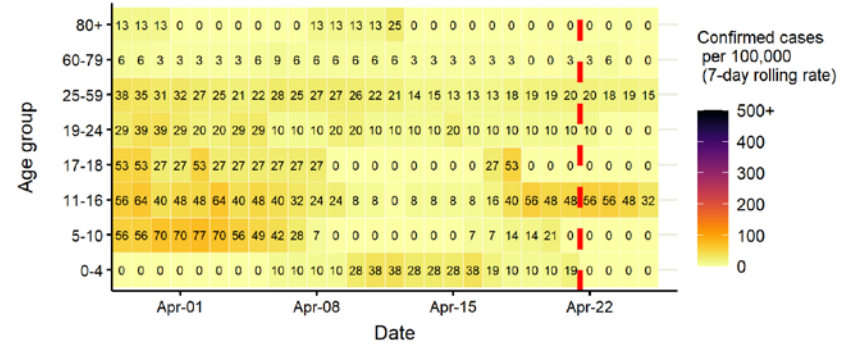 80+ 13 13 13 0 0 0 0 0 0 0 13 13 13 13 25 0 0 0 0 0 0 0 0 0 0 0 0 0
60-79 6 6 3 3 3 3 3 6 9 6 6 6 6 6 6 3 3 3 3 3 3 0 0 3 3 6 0 0
25-59 38 35 31 32 27 25 21 22 28 25 27 27 26 22 21 14 15 13 13 13 18 19 19 20 20 18 19 15
19-24 29 39 39 29 20 20 29 29 10 10 10 20 20 10 10 10 10 20 10 10 10 10 10 10 10 0 0 0
17-18 53 53 27 27 53 27 27 27 27 27 27 0 0 0 0 0 0 0 0 27 53 0 0 0 0 0 0 0
11-16 56 64 40 48 48 64 40 48 40 32 24 24 8 8 0 8 8 8 8 16 40 56 48 48 56 56 48 32
5-10 56 56 70 70 77 70 56 49 42 28 7 0 0 0 0 0 0 0 7 7 14 14 21 0 0 0 0 0
0-4 0 0 0 0 0 0 0 0 10 10 10 10 28 38 38 28 28 28 38 19 10 10 10 19 0 0 0 0
Age group
Apr-01 Apr-08 Apr-15 Apr-22
Date
Confirmed cases
per 100,000
(7-day rolling rate)
500+
400
300
200
100
0